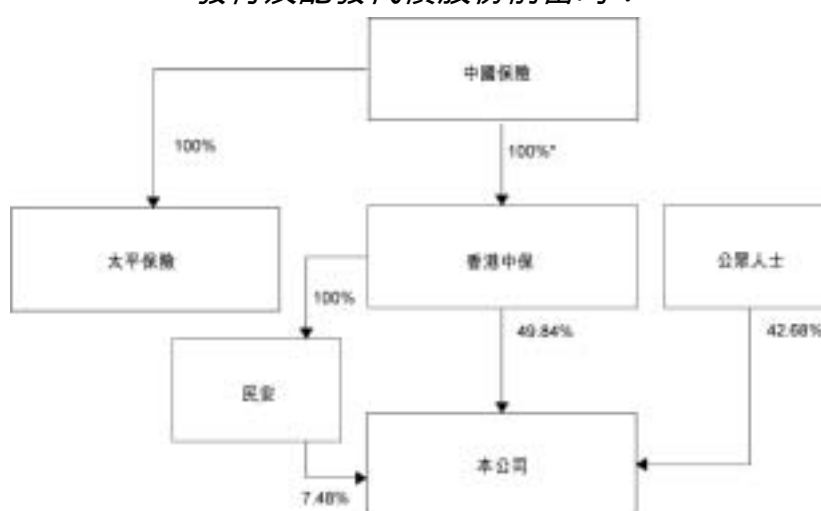 中國保險
100%
100%*
太平保險
香港中保
公眾人士
100%
49.84%
42.68%
民安
本公司
7.48%